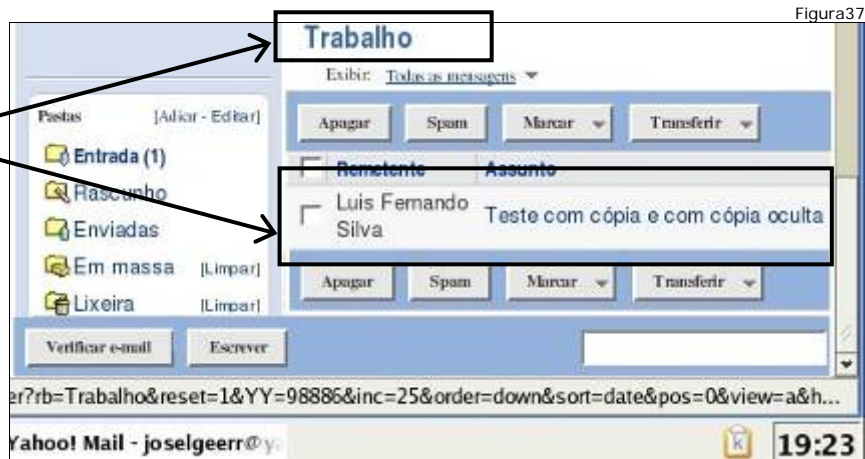 Figura37
Trabalho
Exibir: Todas as mensagens
Pastas [Adicar - Editar]
Apagar Spam Marcar Transferir
Entrada (1)
Remetente Assunto
Rascunho
Luis Fernando Silva Teste com cópia e com cópia oculta
Enviadas
Em massa [Limpar]
Apagar Spam Marcar Transferir
Lixeira [Limpar]
Verificar e-mail Escrever
er?rb=Trabalho&reset=1&YY=98886&inc=25&order=down&sort=date&pos=0&view=a&h...
Yahoo! Mail - joselgeerr@y
19:23